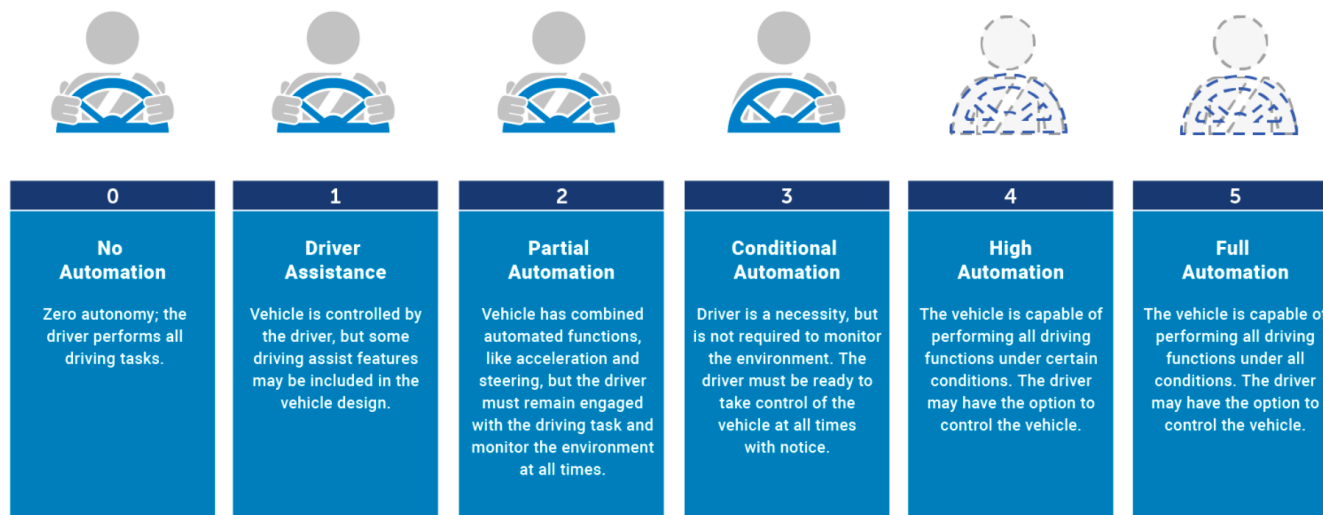 0
No
Automation
Zero autonomy; the
driver performs all
driving tasks.
1
Driver
Assistance
Vehicle is controlled by
the driver, but some
driving assist features
may be included in the
vehicle design.
2
Partial
Automation
Vehicle has combined
automated functions,
like acceleration and
steering, but the driver
must remain engaged
with the driving task and
monitor the environment
at all times.
3
Conditional
Automation
Driver is a necessity, but
is not required to monitor
the environment. The
driver must be ready to
take control of the
vehicle at all times
with notice.
4
High
Automation
The vehicle is capable of
performing all driving
functions under certain
conditions. The driver
may have the option to
control the vehicle.
5
Full
Automation
The vehicle is capable of
performing all driving
functions under all
conditions. The driver
may have the option to
control the vehicle.